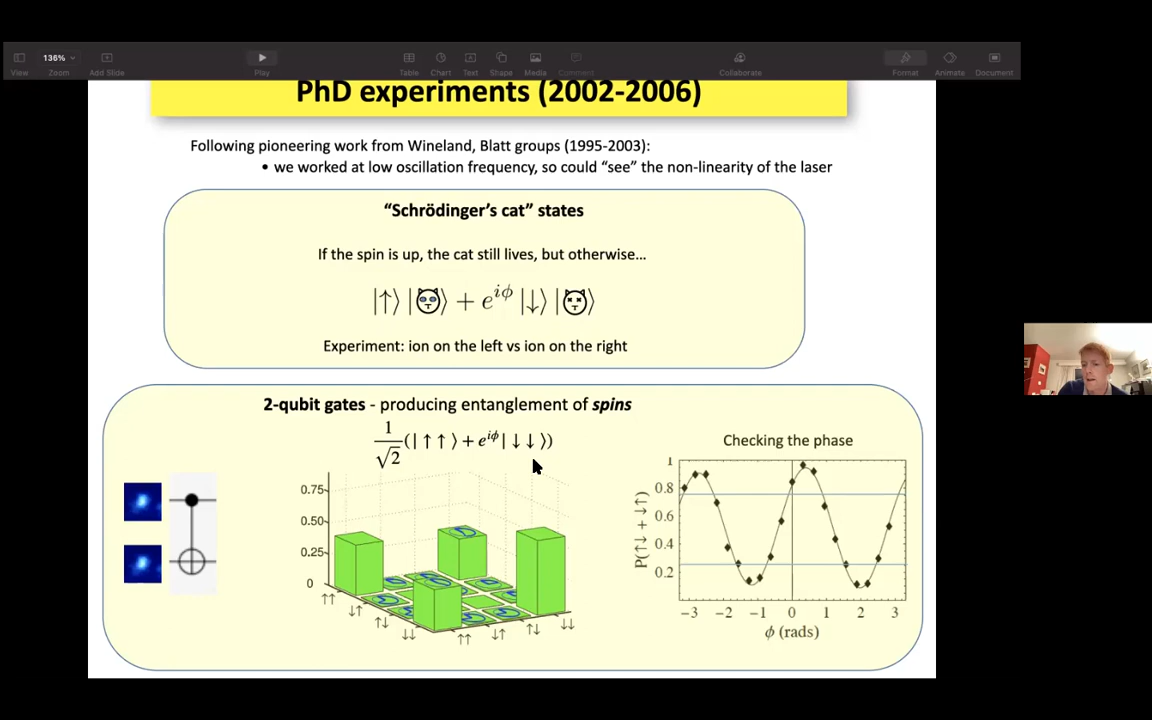 136%
View
Zoom
Add Slide
Play
Table
Chart
Text
Shape
Media
Comment
Collaborate
Format
Animate
Document
PhD experiments (2002-2006)
Following pioneering work from Wineland, Blatt groups (1995-2003):
• we worked at low oscillation frequency, so could “see” the non-linearity of the laser
“Schrödinger’s cat” states
If the spin is up, the cat still lives, but otherwise...
|↑⟩ | ⟩ + e^{iϕ} |↓⟩ | ⟩
Experiment: ion on the left vs ion on the right
2-qubit gates - producing entanglement of spins
1/√2 (| ↑ ↑ ⟩ + e^{iϕ} | ↓ ↓ ⟩)
0.75
0.50
0.25
0
↑↑
↓↑
↑↓
↓↓
↑↑
↓↑
↑↓
↓↓
Checking the phase
P(↑↓ + ↓↑)
1
0.8
0.6
0.4
0.2
−3 −2 −1 0 1 2 3
ϕ (rads)